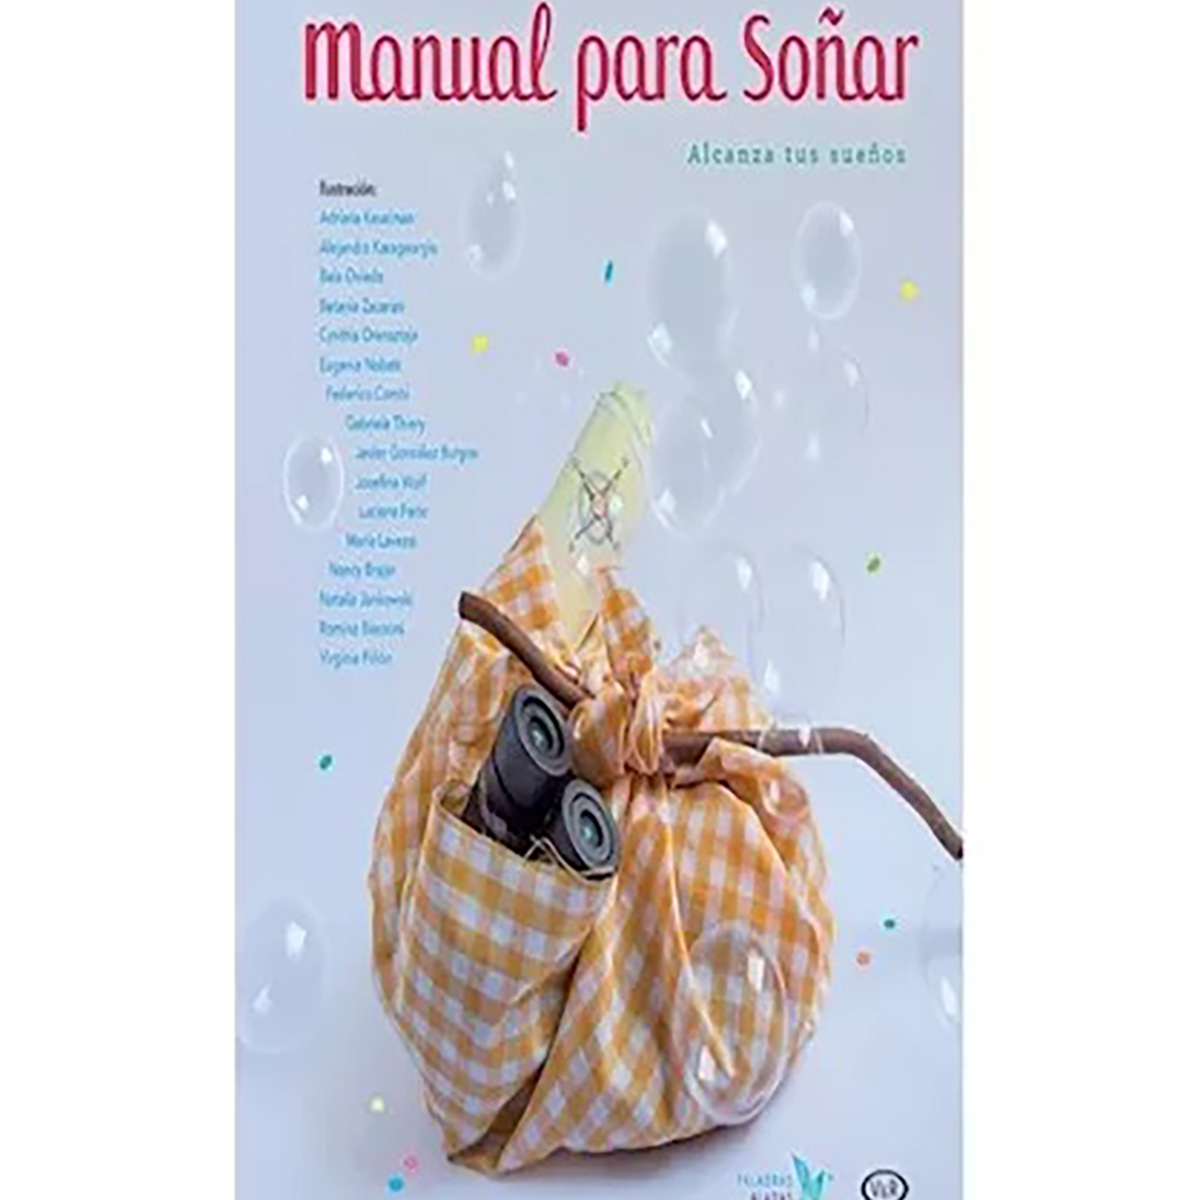 Manual para Soñar
Alcanza tus sueños
Ilustración:
Adriana Keselman
Alejandra Karageorgiu
Bela Oviedo
Betania Zacarias
Cynthia Orensztajn
Eugenia Nobati
Federico Combi
Gabriela Thiery
Javier González Burgos
Josefina Wolf
Luciana
María Lavezzi
Nancy Brajer
Natalia Jankowski
Romina Biassoni
Virginia Piñón
PALABRAS
ALADAS
V&R